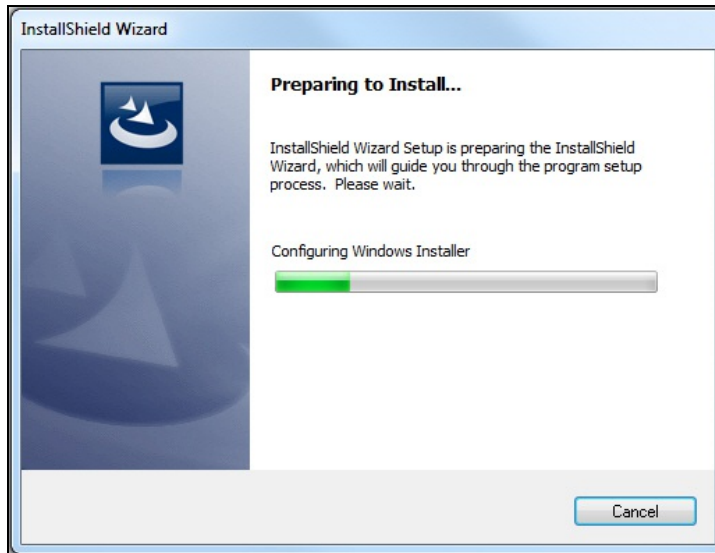 InstallShield Wizard
Preparing to Install...
InstallShield Wizard Setup is preparing the InstallShield
Wizard, which will guide you through the program setup
process.  Please wait.
Configuring Windows Installer
Cancel